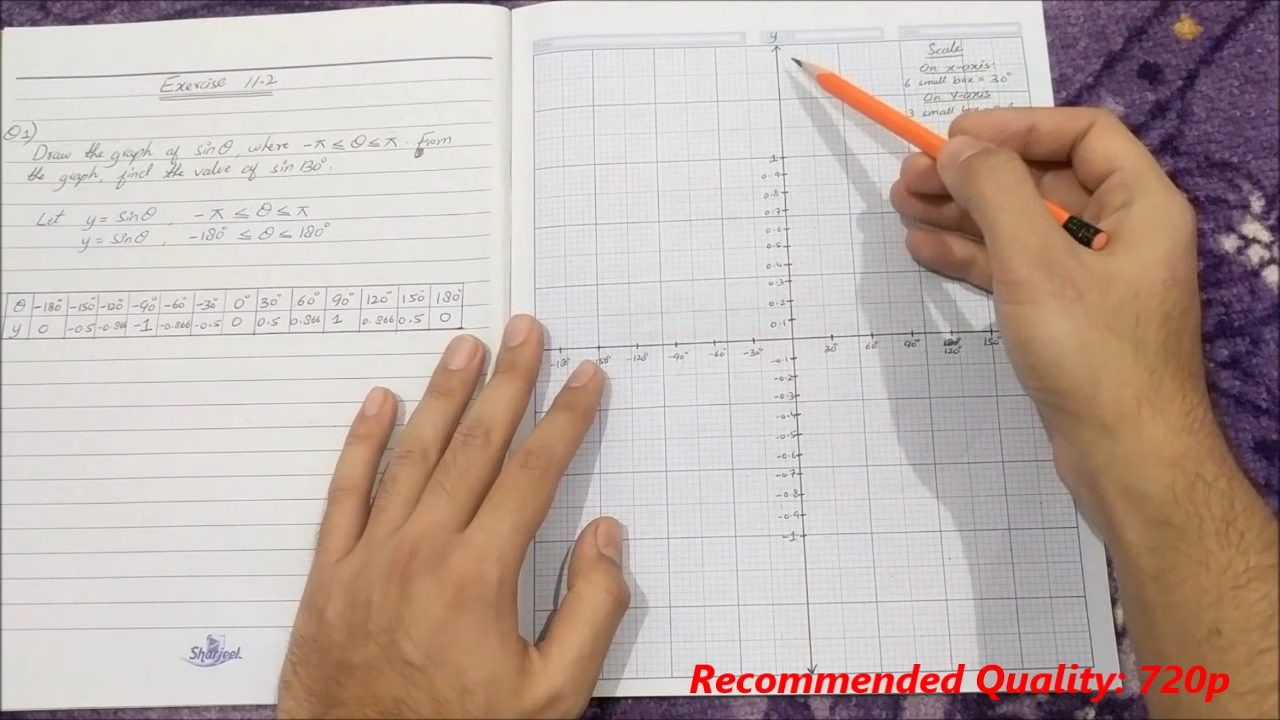 Exercise 11.2
Q1)
Draw the graph of sinθ, where -π ≤ θ ≤ π. From
the graph, find the value of sin 130°.
Let y = sinθ, -π ≤ θ ≤ π
y = sinθ, -180° ≤ θ ≤ 180°
θ -180° -150° -120° -90° -60° -30° 0° 30° 60° 90° 120° 150 180°
y 0 -0.5 -0.866 -1 -0.866 -0.5 0 0.5 0.866 1 0.866 0.5 0
Sharjeel
y
Scale
On x-axis
6 small box = 30°
On Y-axis
3 small box
1
0.9
0.8
0.7
0.6
0.5
0.4
0.3
0.2
0.1
-180° -150° -120° -90° -60° -30° 30° 60° 90° 120° 150°
-0.1
-0.2
-0.3
-0.4
-0.5
-0.6
-0.7
-0.8
-0.9
-1
Recommended Quality: 720p